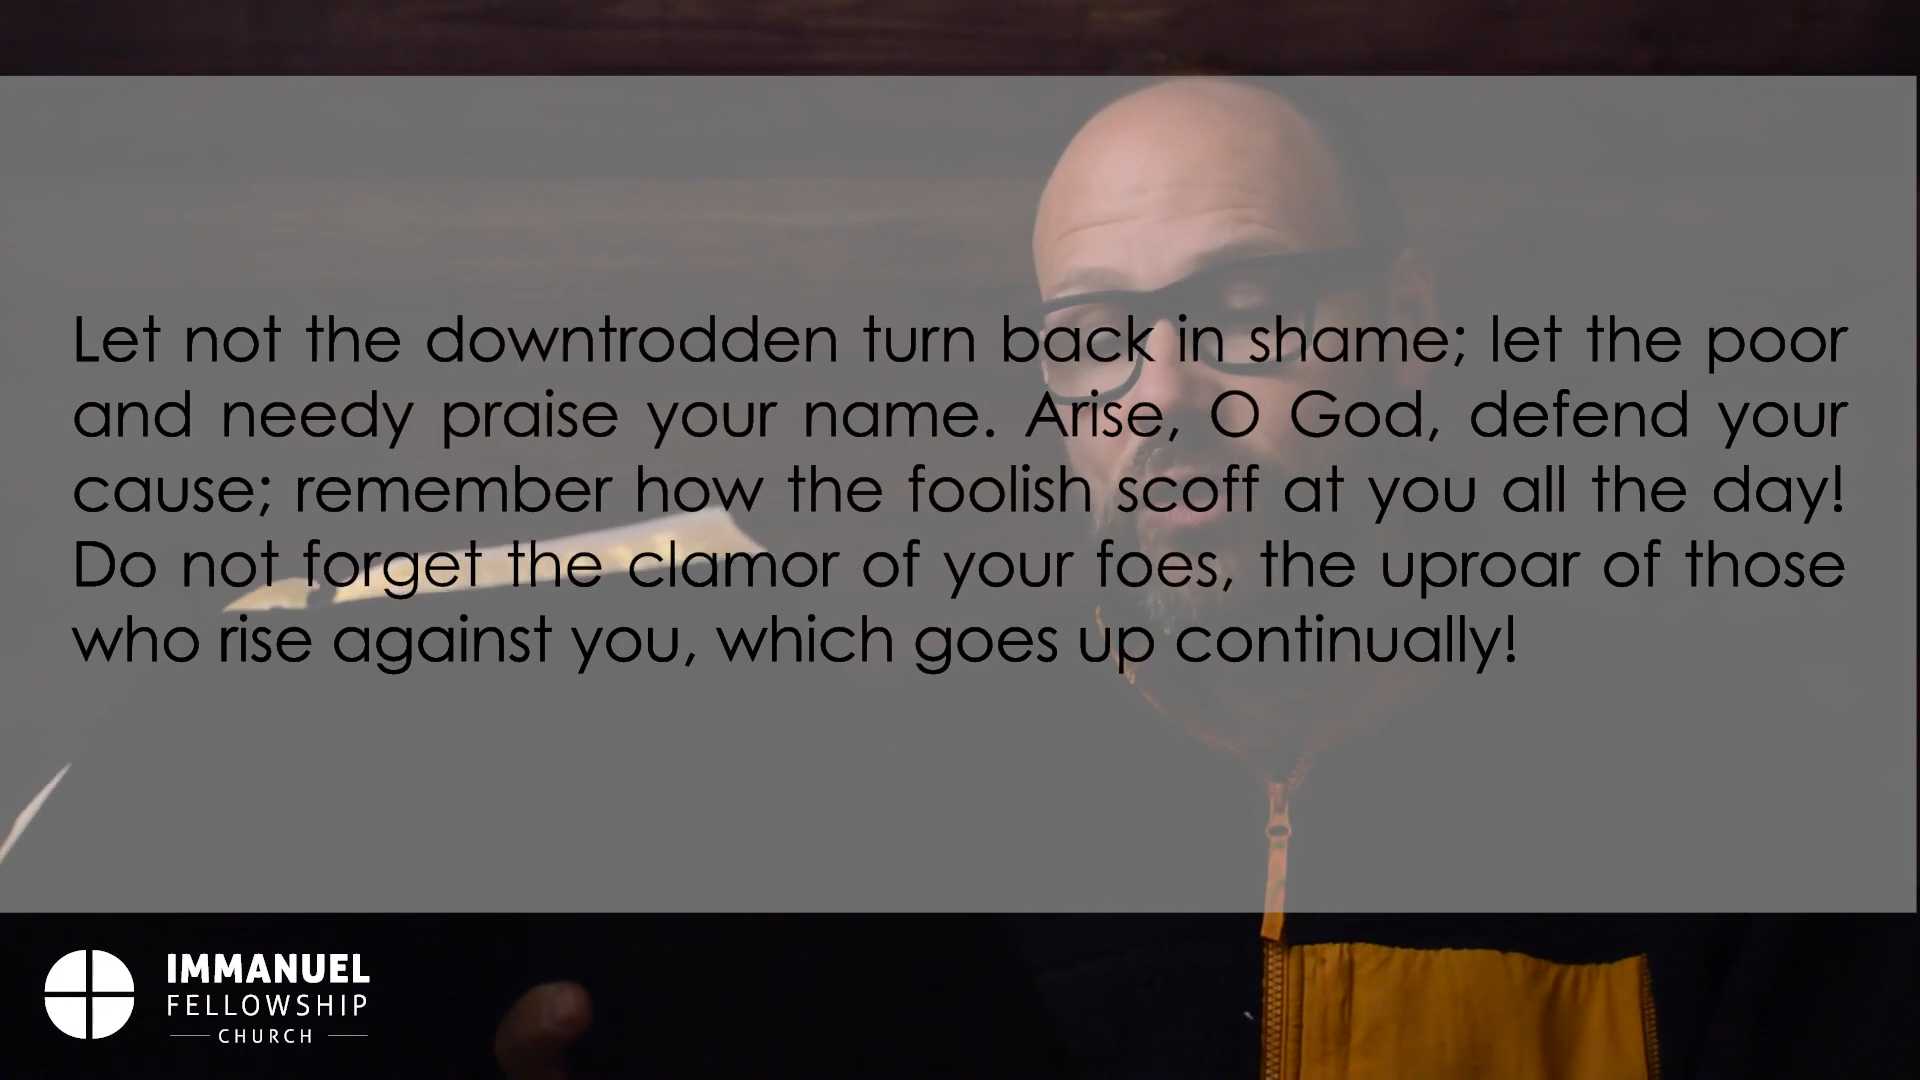 Let not the downtrodden turn back in shame; let the poor
and needy praise your name. Arise, O God, defend your
cause; remember how the foolish scoff at you all the day!
Do not forget the clamor of your foes, the uproar of those
who rise against you, which goes up continually!
IMMANUEL
FELLOWSHIP
CHURCH